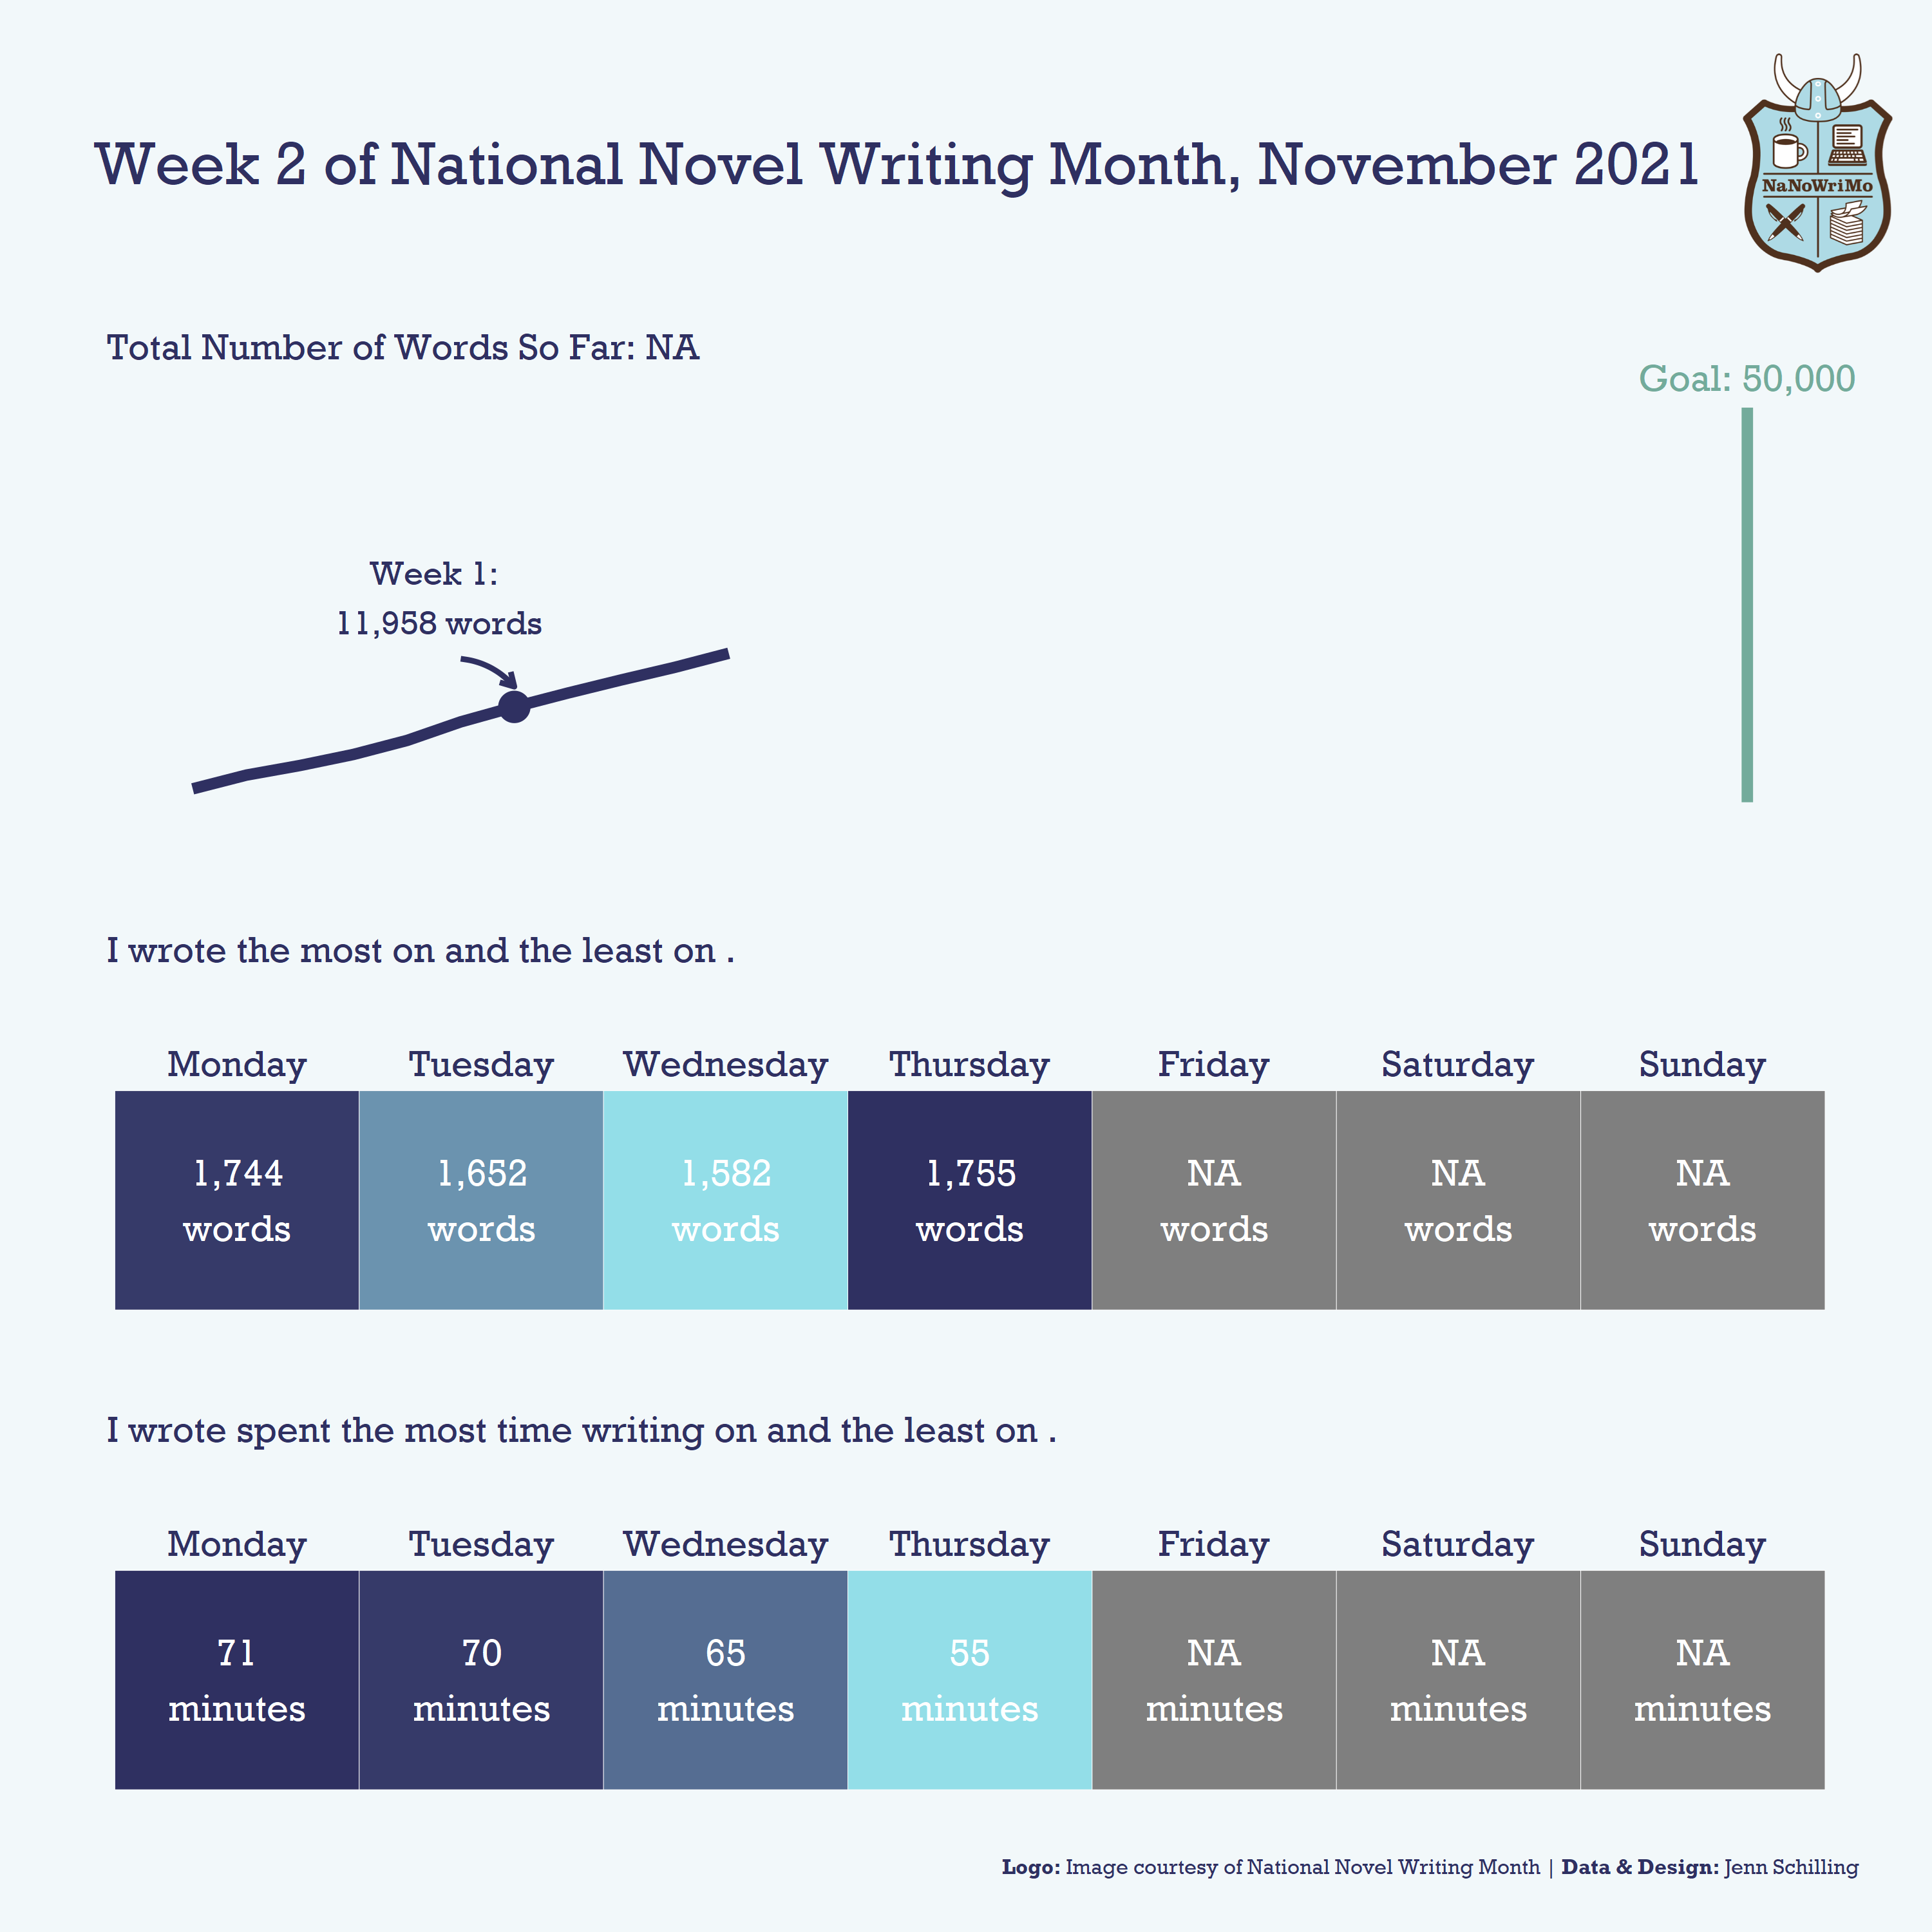 Week 2 of National Novel Writing Month, November 2021
NaNoWriMo
Total Number of Words So Far: NA
Goal: 50,000
Week 1:
11,958 words
I wrote the most on and the least on .
Monday Tuesday Wednesday Thursday Friday Saturday Sunday
1,744 1,652 1,582 1,755 NA NA NA
words words words words words words words
I wrote spent the most time writing on and the least on .
Monday Tuesday Wednesday Thursday Friday Saturday Sunday
71 70 65 55 NA NA NA
minutes minutes minutes minutes minutes minutes minutes
Logo: Image courtesy of National Novel Writing Month | Data & Design: Jenn Schilling